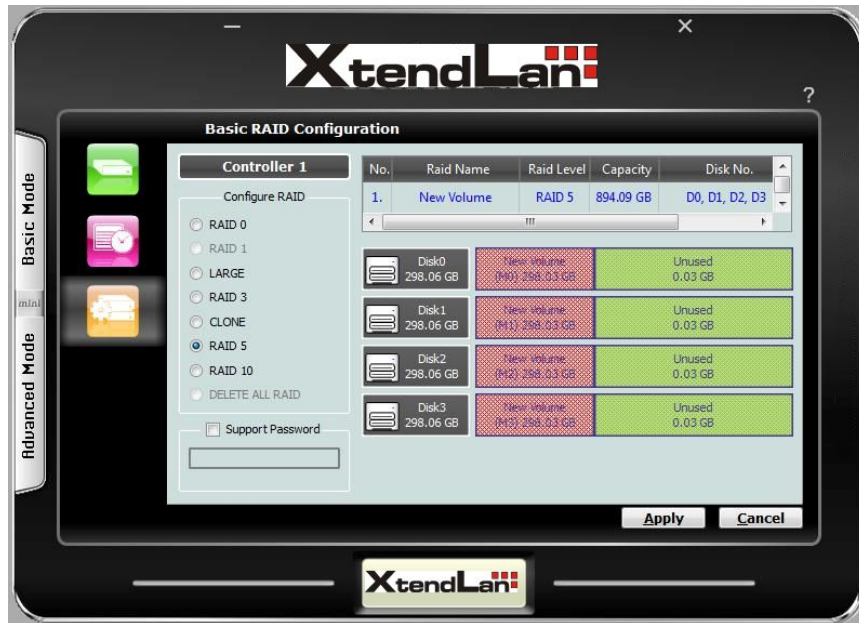 XtendLan
?
Basic RAID Configuration
Basic Mode
mini
Advanced Mode
Controller 1
Configure RAID
RAID 0
RAID 1
LARGE
RAID 3
CLONE
RAID 5
RAID 10
DELETE ALL RAID
Support Password
No. Raid Name Raid Level Capacity Disk No.
1. New Volume RAID 5 894.09 GB D0, D1, D2, D3
Disk0 New Volume Unused
298.06 GB (M0) 298.03 GB 0.03 GB
Disk1 New Volume Unused
298.06 GB (M1) 298.03 GB 0.03 GB
Disk2 New Volume Unused
298.06 GB (M2) 298.03 GB 0.03 GB
Disk3 New Volume Unused
298.06 GB (M3) 298.03 GB 0.03 GB
Apply Cancel
XtendLan